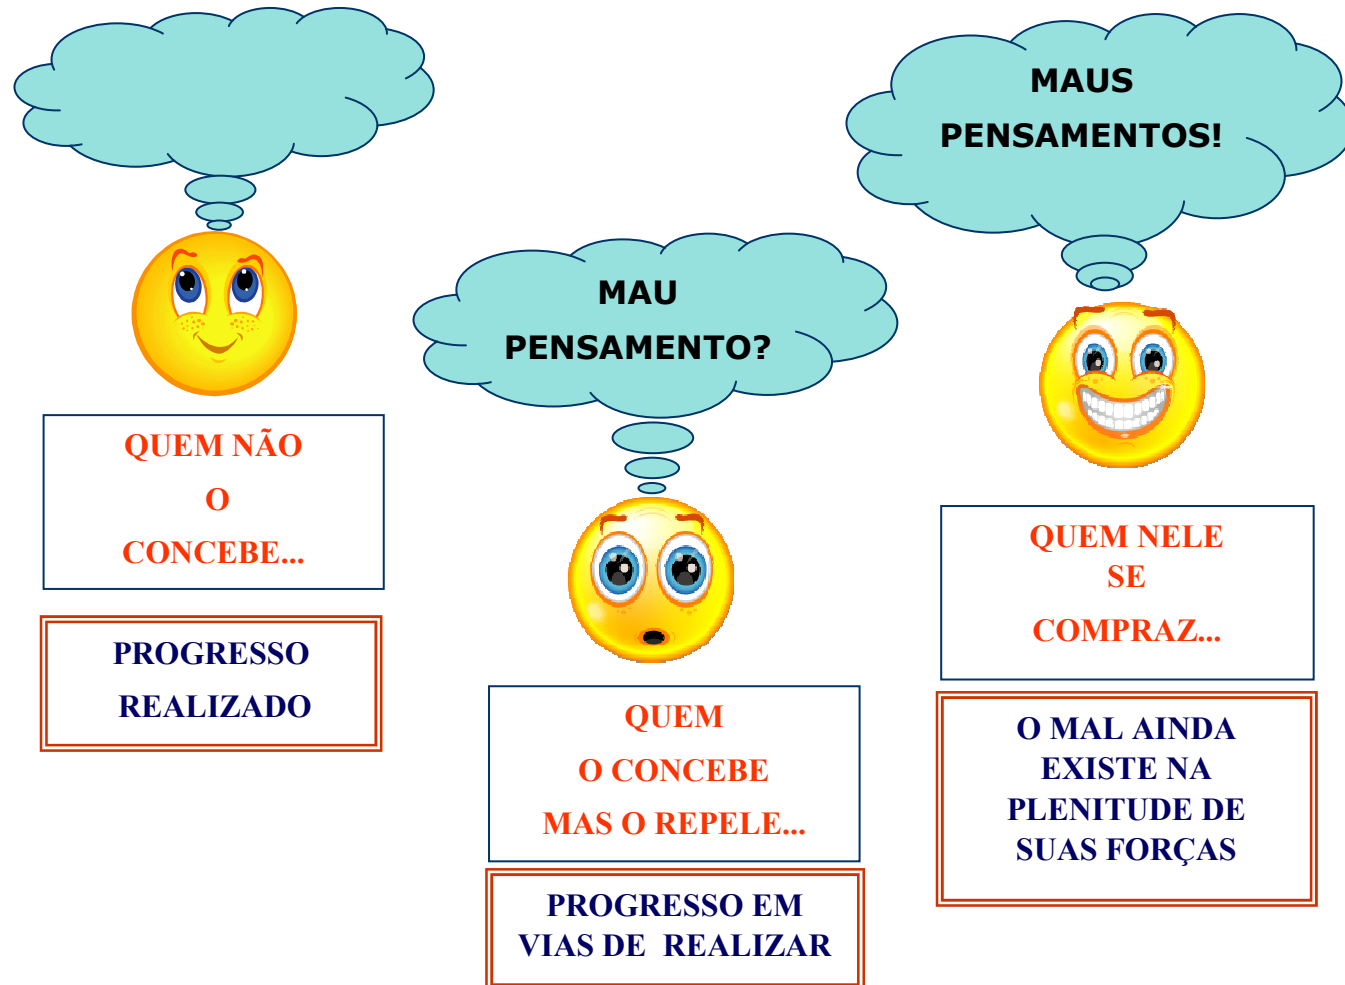 QUEM NÃO
O
CONCEBE...
PROGRESSO
REALIZADO
MAU
PENSAMENTO?
QUEM
O CONCEBE
MAS O REPELE...
PROGRESSO EM
VIAS DE REALIZAR
MAUS
PENSAMENTOS!
QUEM NELE
SE
COMPRAZ...
O MAL AINDA
EXISTE NA
PLENITUDE DE
SUAS FORÇAS